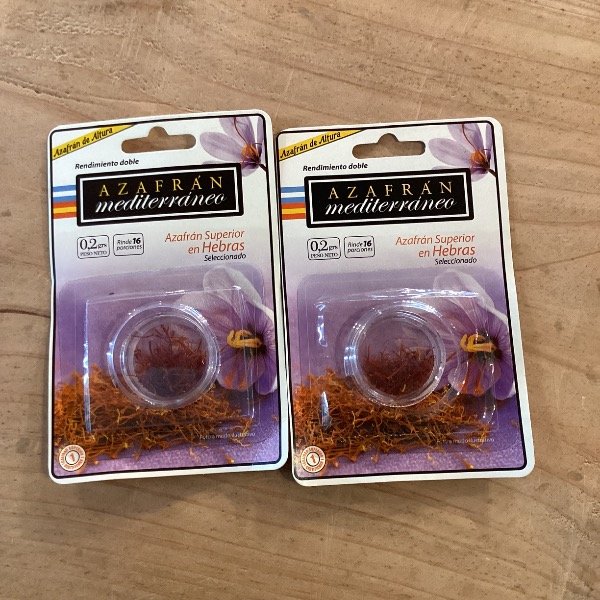 Azafrán de Altura
Rendimiento doble
AZAFRÁN
mediterráneo
0,2 grs.
PESO NETO
Rinde 16
porciones
Azafrán Superior
en Hebras
Seleccionado
Azafrán de Altura
Rendimiento doble
AZAFRÁN
mediterráneo
0,2 grs.
PESO NETO
Rinde 16
porciones
Azafrán Superior
en Hebras
Seleccionado